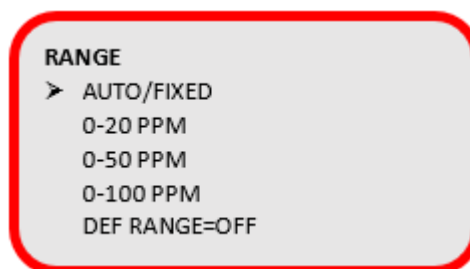 RANGE
➤ AUTO/FIXED
0-20 PPM
0-50 PPM
0-100 PPM
DEF RANGE=OFF